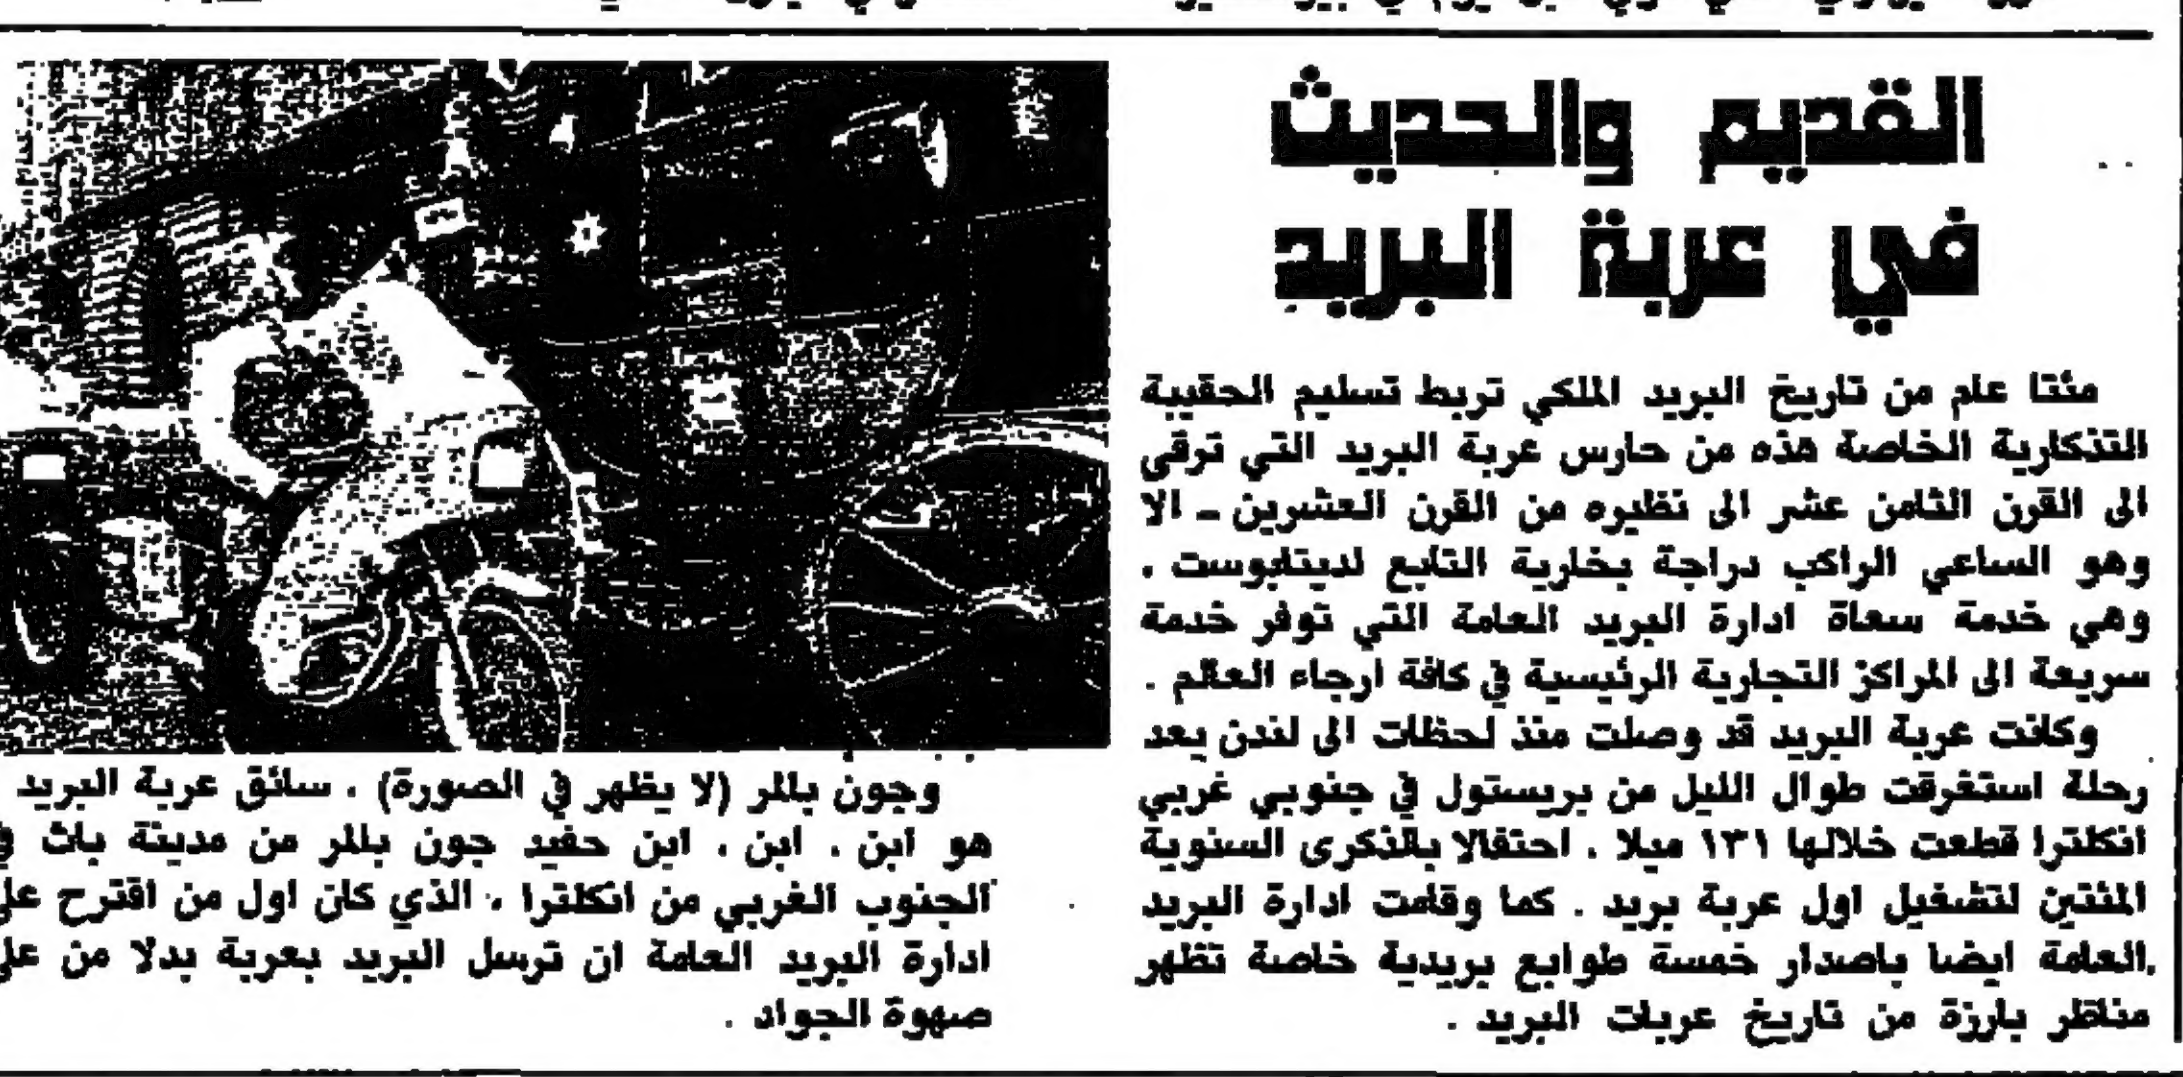 القديم والحديث
في عربة البريد
مئتا عام من تاريخ البريد الملكي تربط تسليم الحقيبة
التذكارية الخاصة هذه من حارس عربة البريد التي ترقى
الى القرن الثامن عشر الى نظيره من القرن العشرين ـ الا
وهو الساعي الراكب دراجة بخارية التابع لديتابوست .
وهي خدمة سعاة ادارة البريد العامة التي توفر خدمة
سريعة الى المراكز التجارية الرئيسية في كافة ارجاء العالم .
وكانت عربة البريد قد وصلت منذ لحظات الى لندن بعد
رحلة استغرقت طوال الليل من بريستول في جنوبي غربي
انكلترا قطعت خلالها ١٣١ ميلا . احتفالا بالذكرى السنوية
المئتين لتشغيل اول عربة بريد . كما وقامت ادارة البريد
العامة ايضا باصدار خمسة طوابع بريدية خاصة تظهر
مناظر بارزة من تاريخ عربات البريد .
وجون بالمر (لا يظهر في الصورة) . سائق عربة البريد
هو ابن . ابن . ابن حفيد جون بالمر من مدينة باث في
الجنوب الغربي من انكلترا . الذي كان اول من اقترح على
ادارة البريد العامة ان ترسل البريد بعربة بدلا من على
صهوة الجواد .